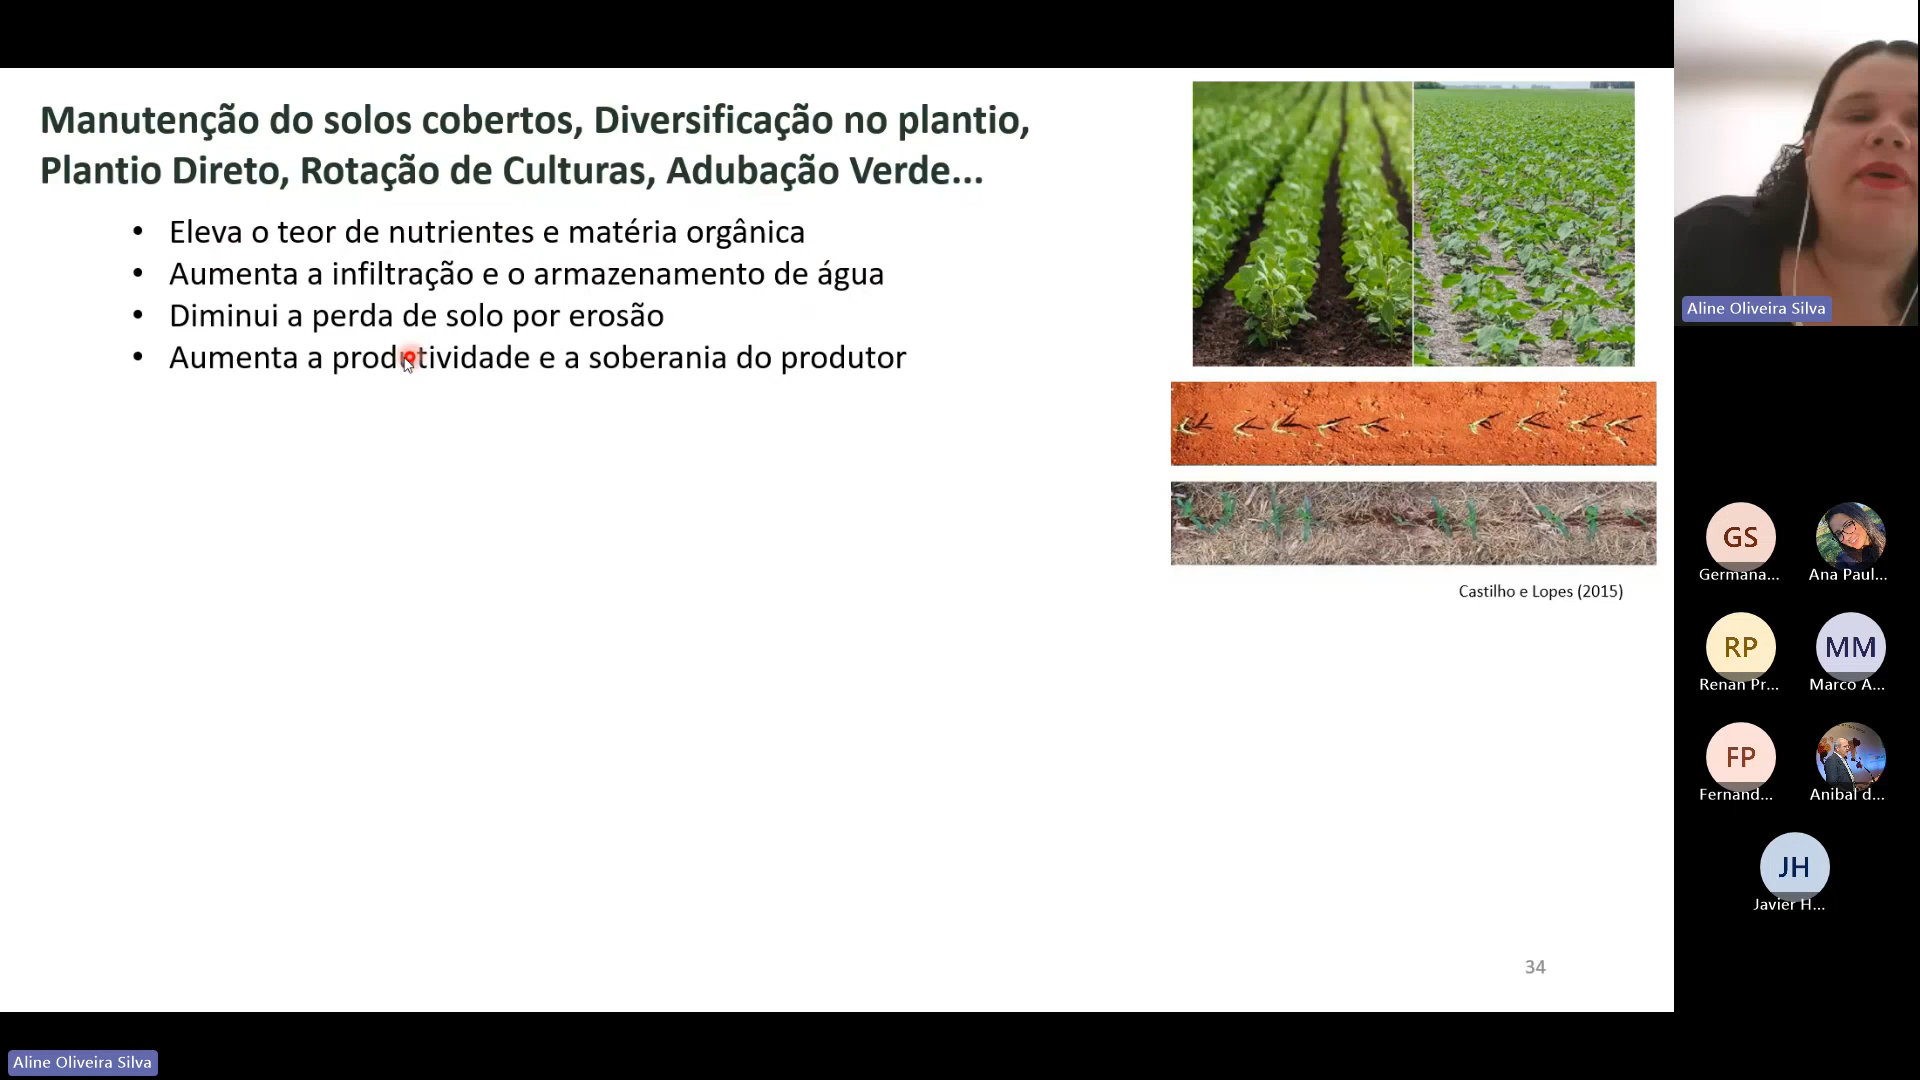 Manutenção do solos cobertos, Diversificação no plantio,
Plantio Direto, Rotação de Culturas, Adubação Verde...
• Eleva o teor de nutrientes e matéria orgânica
• Aumenta a infiltração e o armazenamento de água
• Diminui a perda de solo por erosão
• Aumenta a produtividade e a soberania do produtor
Castilho e Lopes (2015)
34
Aline Oliveira Silva
GS
Germana...
Ana Paul...
RP
Renan Pr...
MM
Marco A...
FP
Fernand...
Anibal d...
JH
Javier H...
Aline Oliveira Silva